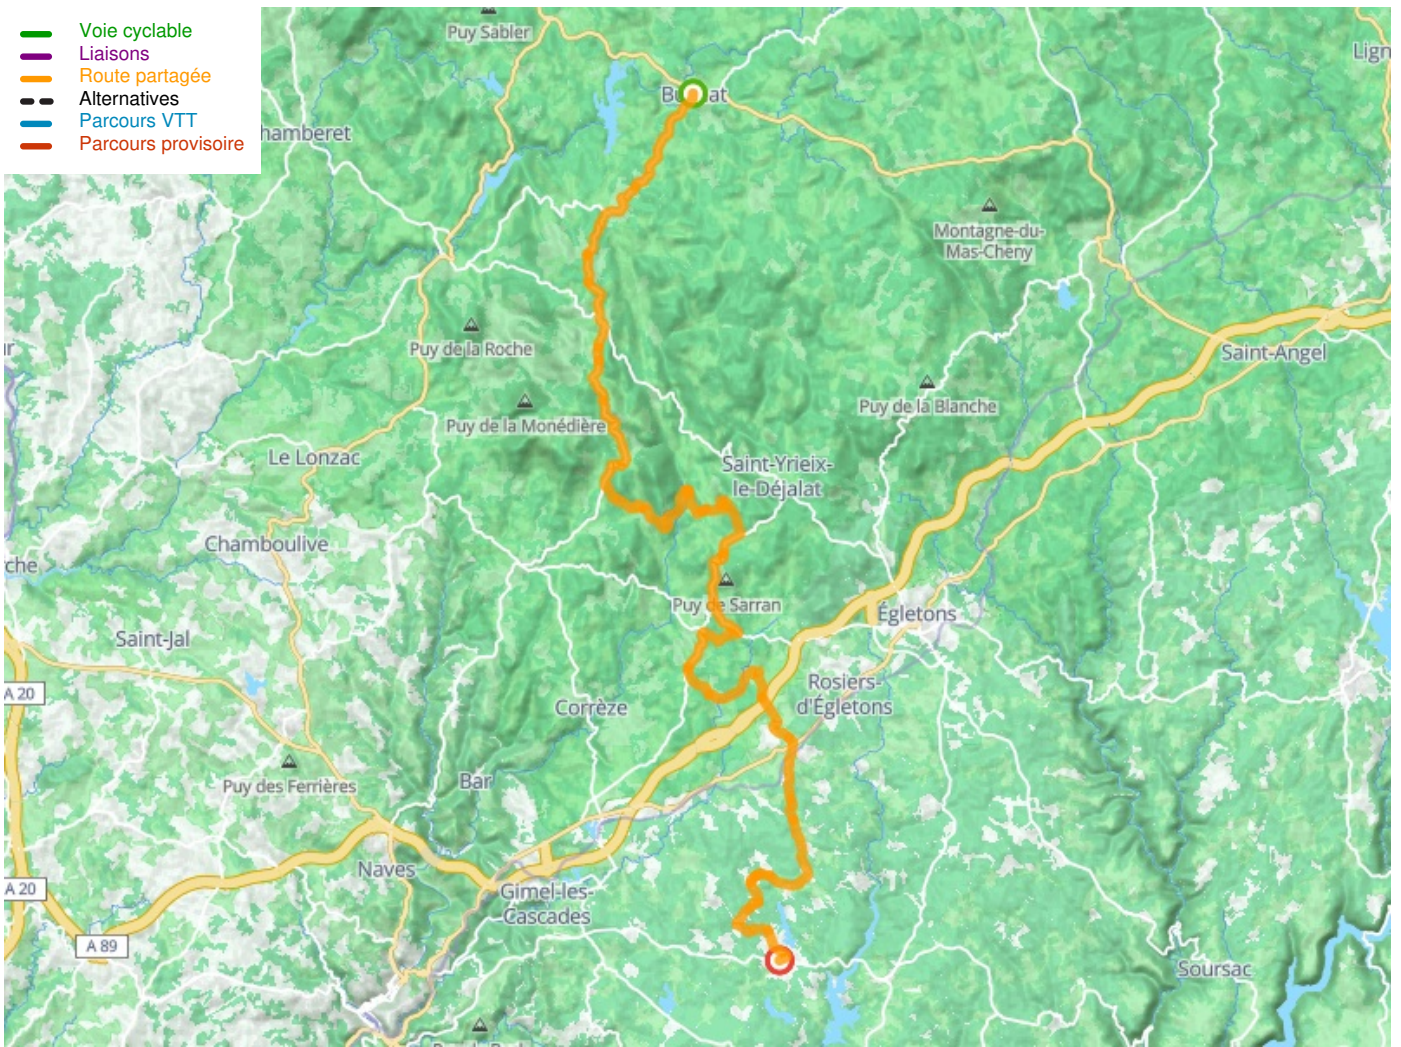 Voie cyclable
Liaisons
Route partagée
Alternatives
Parcours VTT
Parcours provisoire
Puy Sabler
Lign
hamberet
Montagne-du-
Mas-Cheny
Puy de la Roche
Saint-Angel
Puy de la Blanche
Puy de la Monédière
Le Lonzac
Saint-Yrieix-
le-Déjalat
Chamboulive
che
Puy de Sarran
Égletons
Saint-Jal
A 20
Rosiers-
d'Égletons
Corrèze
Bar
Puy des Ferrières
Naves
A 20
Gimel-les-
Cascades
A 89
Soursac